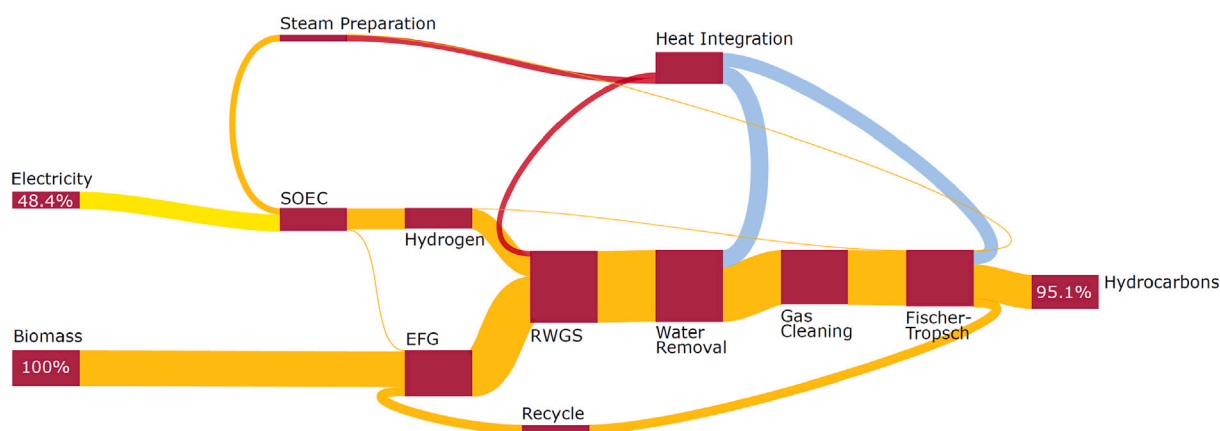 Steam Preparation
Heat Integration
Electricity
48.4%
SOEC
Hydrogen
Hydrocarbons
95.1%
RWGS
Water
Removal
Gas
Cleaning
Fischer-
Tropsch
Biomass
100%
EFG
Recycle